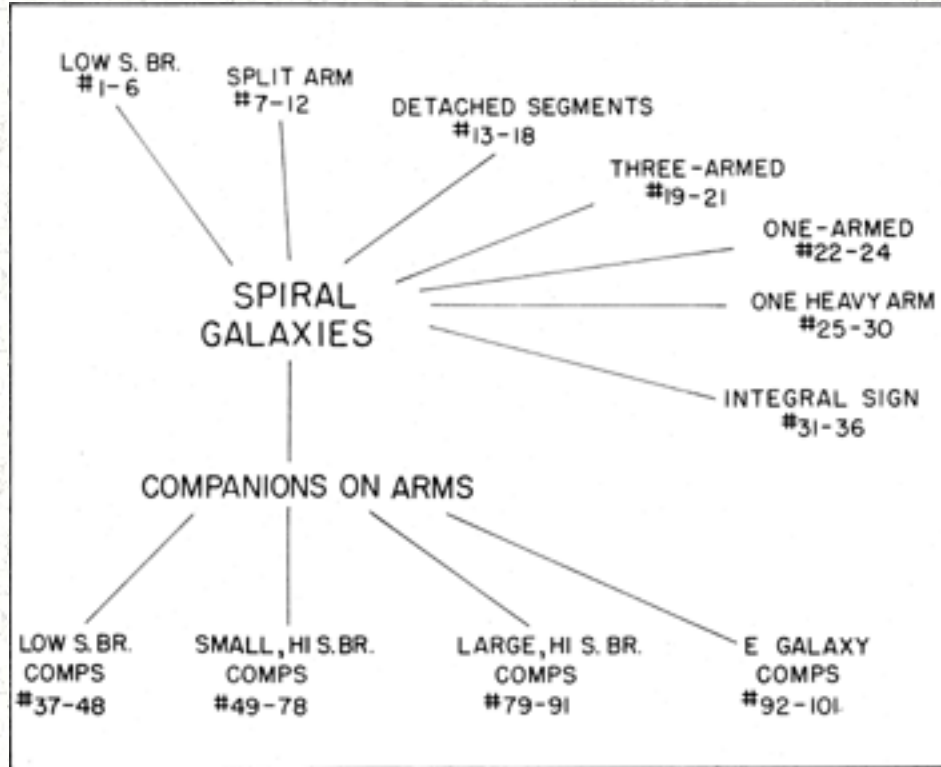 LOW S. BR.
#1-6
SPLIT ARM
#7-12
DETACHED SEGMENTS
#13-18
THREE-ARMED
#19-21
ONE-ARMED
#22-24
SPIRAL
GALAXIES
ONE HEAVY ARM
#25-30
INTEGRAL SIGN
#31-36
COMPANIONS ON ARMS
LOW S. BR.
COMPS
#37-48
SMALL, HI S. BR.
COMPS
#49-78
LARGE, HI S. BR.
COMPS
#79-91
E GALAXY
COMPS
#92-101